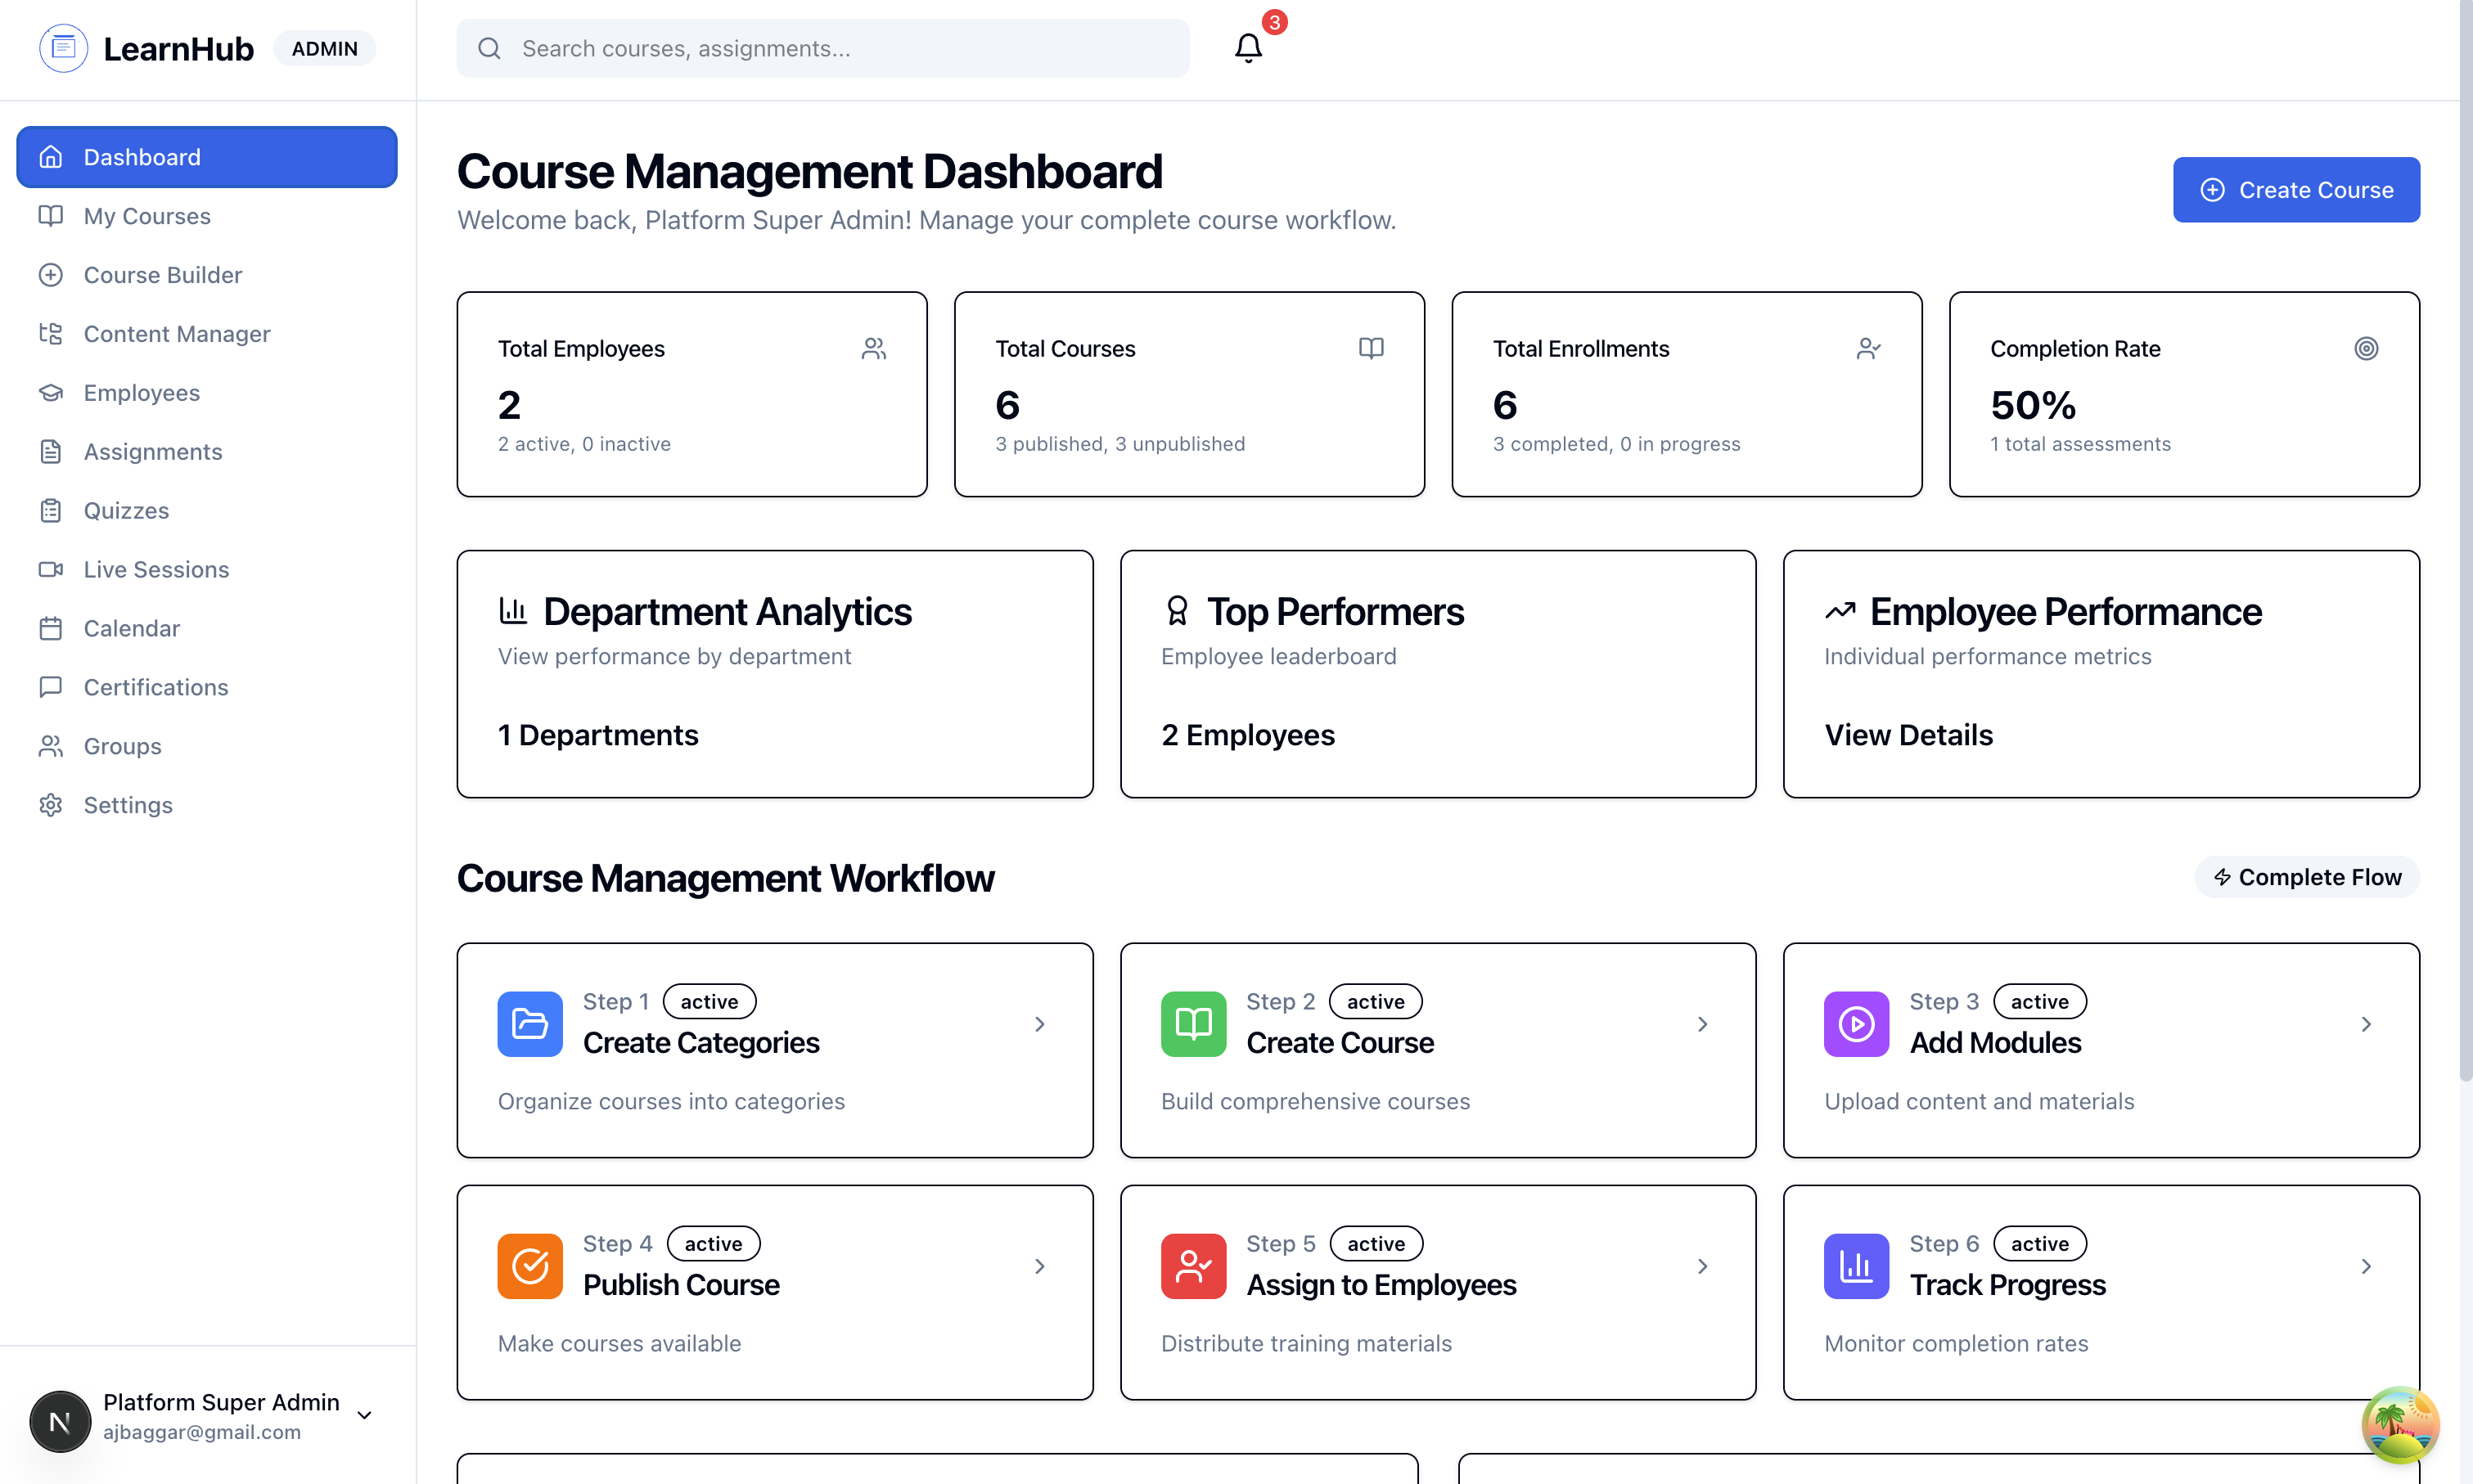 LearnHub ADMIN
Search courses, assignments...
3
Dashboard
My Courses
Course Builder
Content Manager
Employees
Assignments
Quizzes
Live Sessions
Calendar
Certifications
Groups
Settings
N
Platform Super Admin
ajbaggar@gmail.com
Course Management Dashboard
Welcome back, Platform Super Admin! Manage your complete course workflow.
Create Course
Total Employees
2
2 active, 0 inactive
Total Courses
6
3 published, 3 unpublished
Total Enrollments
6
3 completed, 0 in progress
Completion Rate
50%
1 total assessments
Department Analytics
View performance by department
1 Departments
Top Performers
Employee leaderboard
2 Employees
Employee Performance
Individual performance metrics
View Details
Course Management Workflow
Complete Flow
Step 1 active
Create Categories
Organize courses into categories
Step 2 active
Create Course
Build comprehensive courses
Step 3 active
Add Modules
Upload content and materials
Step 4 active
Publish Course
Make courses available
Step 5 active
Assign to Employees
Distribute training materials
Step 6 active
Track Progress
Monitor completion rates